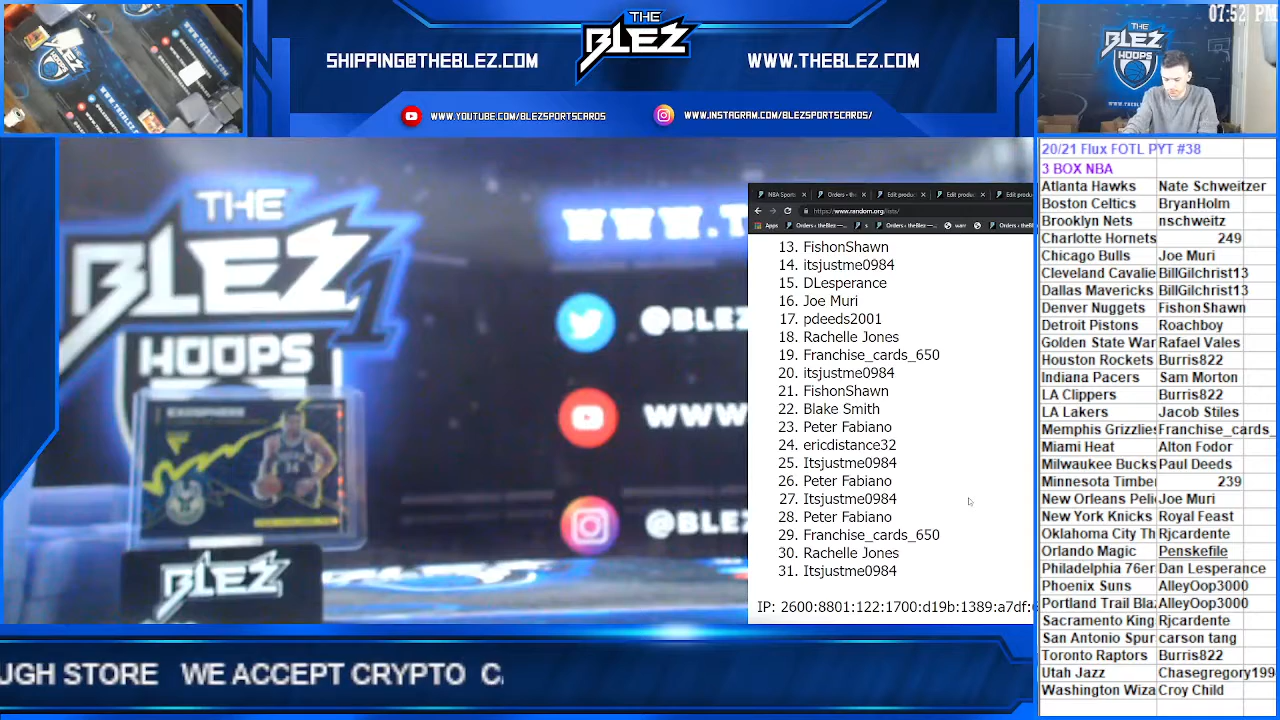 SHIPPING@THEBLEZ.COM
THE
BLEZ
WWW.THEBLEZ.COM
WWW.YOUTUBE.COM/BLEZSPORTSCARDS
WWW.INSTAGRAM.COM/BLEZSPORTSCARDS/
07:52 PM
THE
BLEZ
HOOPS
THE
BLEZ
HOOPS
WWW.T
@BLEZ
WWW
@BLEZ
34
BLEZ
https://www.random.org/lists/
Apps
13. FishonShawn
14. itsjustme0984
15. DLesperance
16. Joe Muri
17. pdeeds2001
18. Rachelle Jones
19. Franchise_cards_650
20. itsjustme0984
21. FishonShawn
22. Blake Smith
23. Peter Fabiano
24. ericdistance32
25. Itsjustme0984
26. Peter Fabiano
27. Itsjustme0984
28. Peter Fabiano
29. Franchise_cards_650
30. Rachelle Jones
31. Itsjustme0984
IP: 2600:8801:122:1700:d19b:1389:a7df:
20/21 Flux FOTL PYT #38
3 BOX NBA
Atlanta Hawks Nate Schweitzer
Boston Celtics BryanHolm
Brooklyn Nets nschweitz
Charlotte Hornets 249
Chicago Bulls Joe Muri
Cleveland Cavalie BillGilchrist13
Dallas Mavericks BillGilchrist13
Denver Nuggets FishonShawn
Detroit Pistons Roachboy
Golden State War Rafael Vales
Houston Rockets Burris822
Indiana Pacers Sam Morton
LA Clippers Burris822
LA Lakers Jacob Stiles
Memphis Grizzlies Franchise_cards_
Miami Heat Alton Fodor
Milwaukee Bucks Paul Deeds
Minnesota Timber 239
New Orleans Peli Joe Muri
New York Knicks Royal Feast
Oklahoma City Th Rjcardente
Orlando Magic Penskefile
Philadelphia 76er Dan Lesperance
Phoenix Suns AlleyOop3000
Portland Trail Bla AlleyOop3000
Sacramento King Rjcardente
San Antonio Spur carson tang
Toronto Raptors Burris822
Utah Jazz Chasegregory199
Washington Wiza Croy Child
UGH STORE WE ACCEPT CRYPTO CA